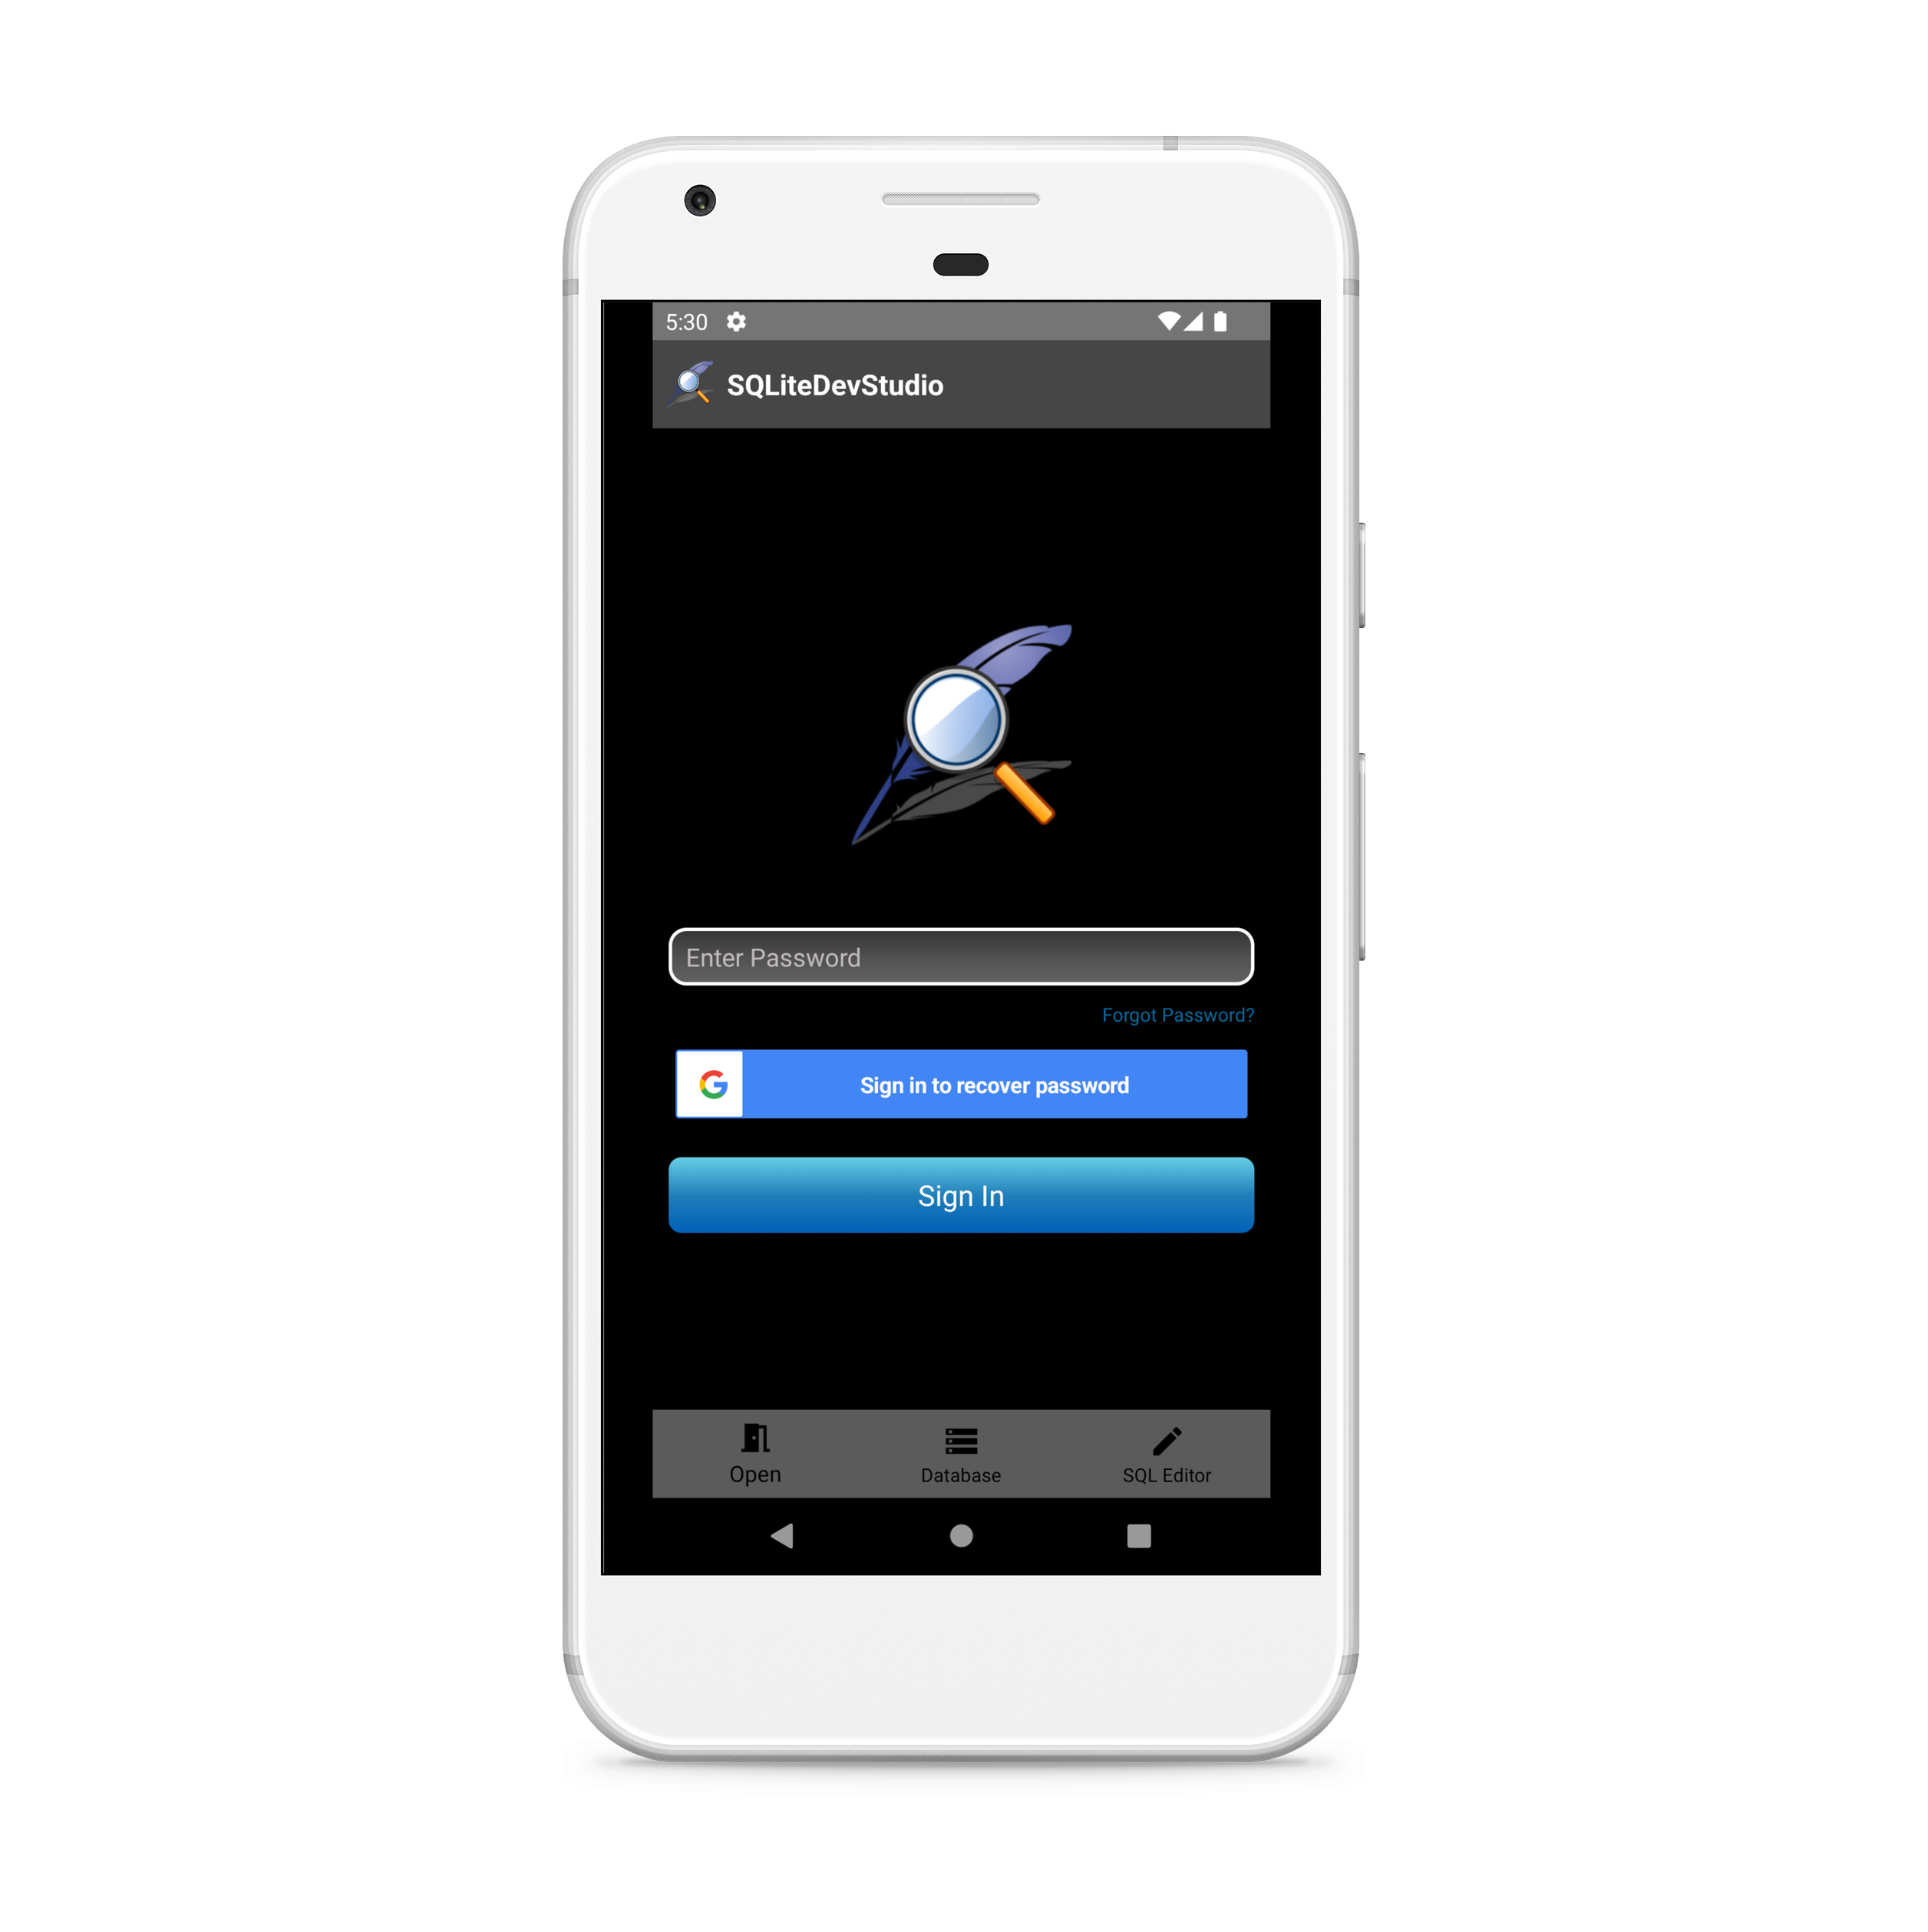 5:30
SQLiteDevStudio
Enter Password
Forgot Password?
Sign in to recover password
Sign In
Open
Database
SQL Editor